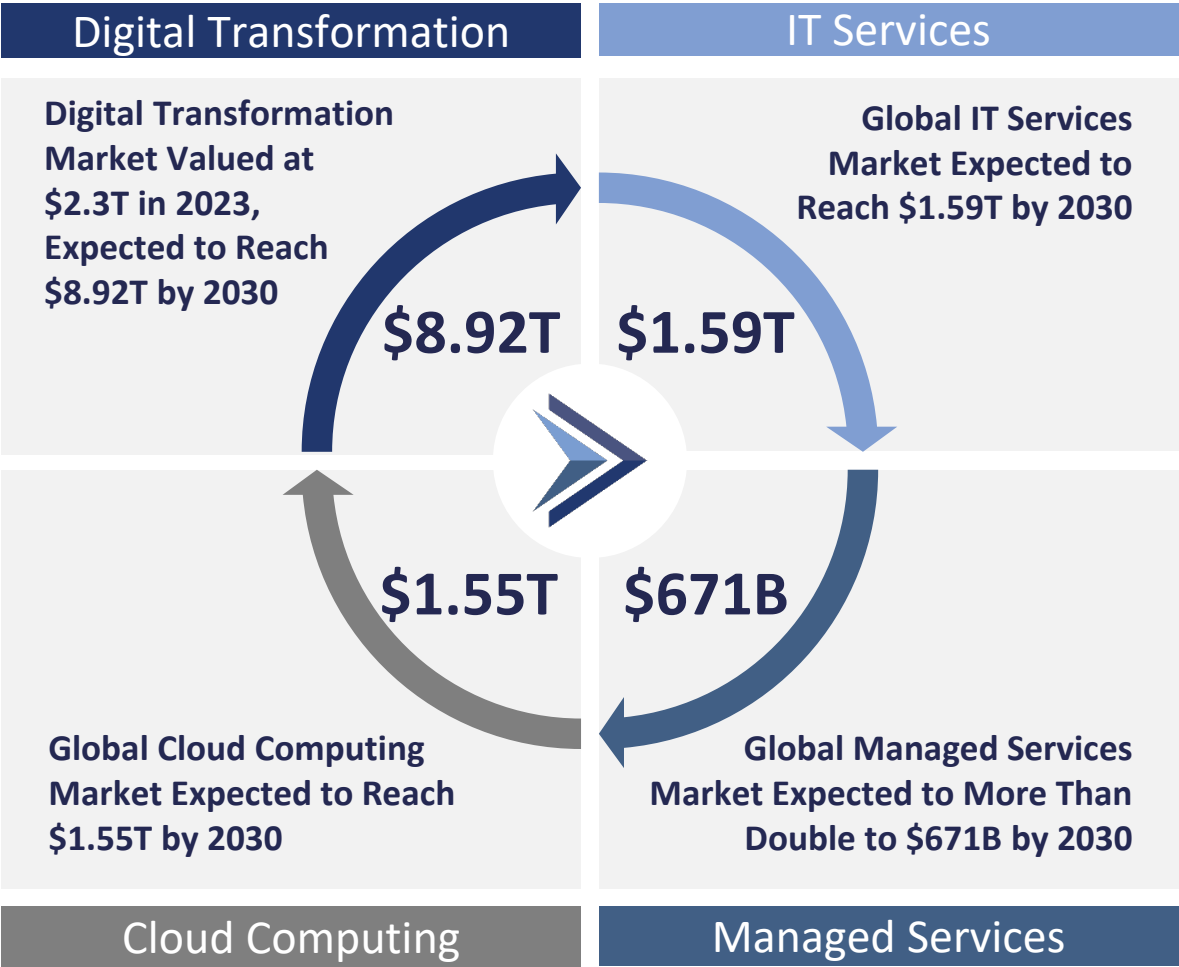 Digital Transformation
IT Services
Digital Transformation
Market Valued at
$2.3T in 2023,
Expected to Reach
$8.92T by 2030
Global IT Services
Market Expected to
Reach $1.59T by 2030
$8.92T
$1.59T
$1.55T
$671B
Global Cloud Computing
Market Expected to Reach
$1.55T by 2030
Global Managed Services
Market Expected to More Than
Double to $671B by 2030
Cloud Computing
Managed Services